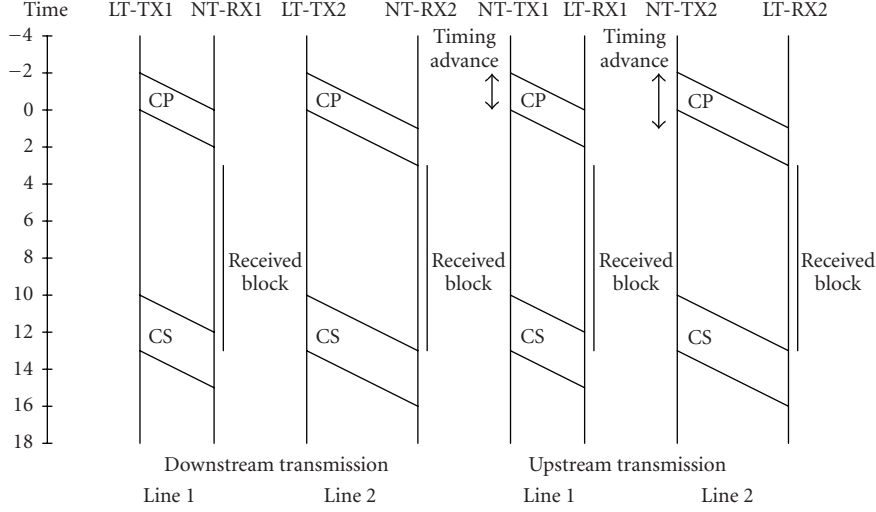 Time LT-TX1 NT-RX1 LT-TX2 NT-RX2 NT-TX1 LT-RX1 NT-TX2 LT-RX2
−4
Timing advance
Timing advance
−2
CP CP CP CP
0
2
4
6
8
Received block
Received block
Received block
Received block
10
12
CS CS CS CS
14
16
18
Downstream transmission Upstream transmission
Line 1 Line 2 Line 1 Line 2